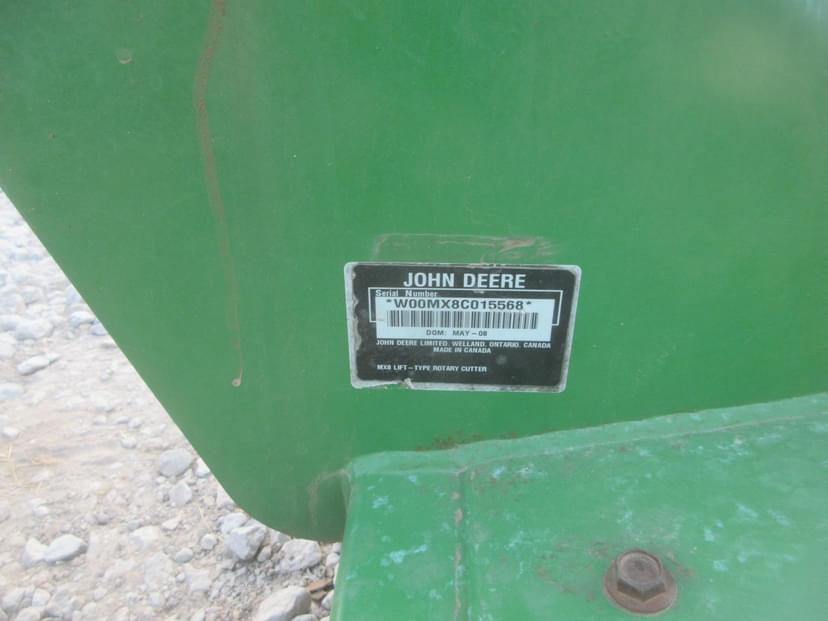 JOHN DEERE
Serial Number
*W00MX8C015568*
DOM: MAY-08
JOHN DEERE LIMITED, WELLAND, ONTARIO, CANADA
MADE IN CANADA
MX8 LIFT-TYPE ROTARY CUTTER